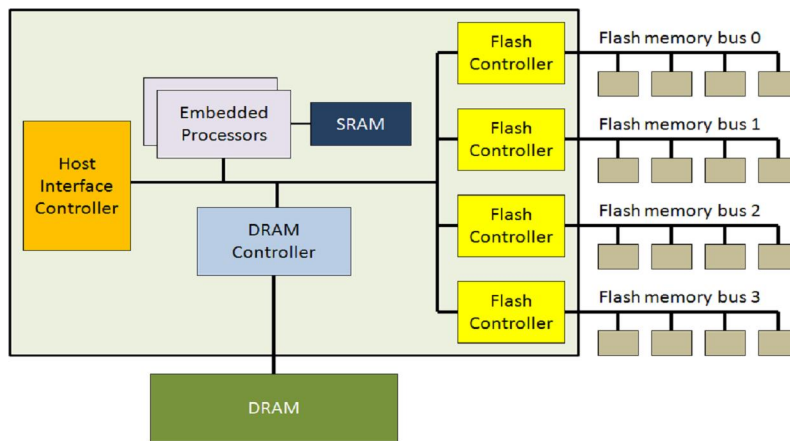 Flash
Controller
Flash memory bus 0
Embedded
Processors
SRAM
Flash
Controller
Flash memory bus 1
Host
Interface
Controller
DRAM
Controller
Flash
Controller
Flash memory bus 2
Flash
Controller
Flash memory bus 3
DRAM